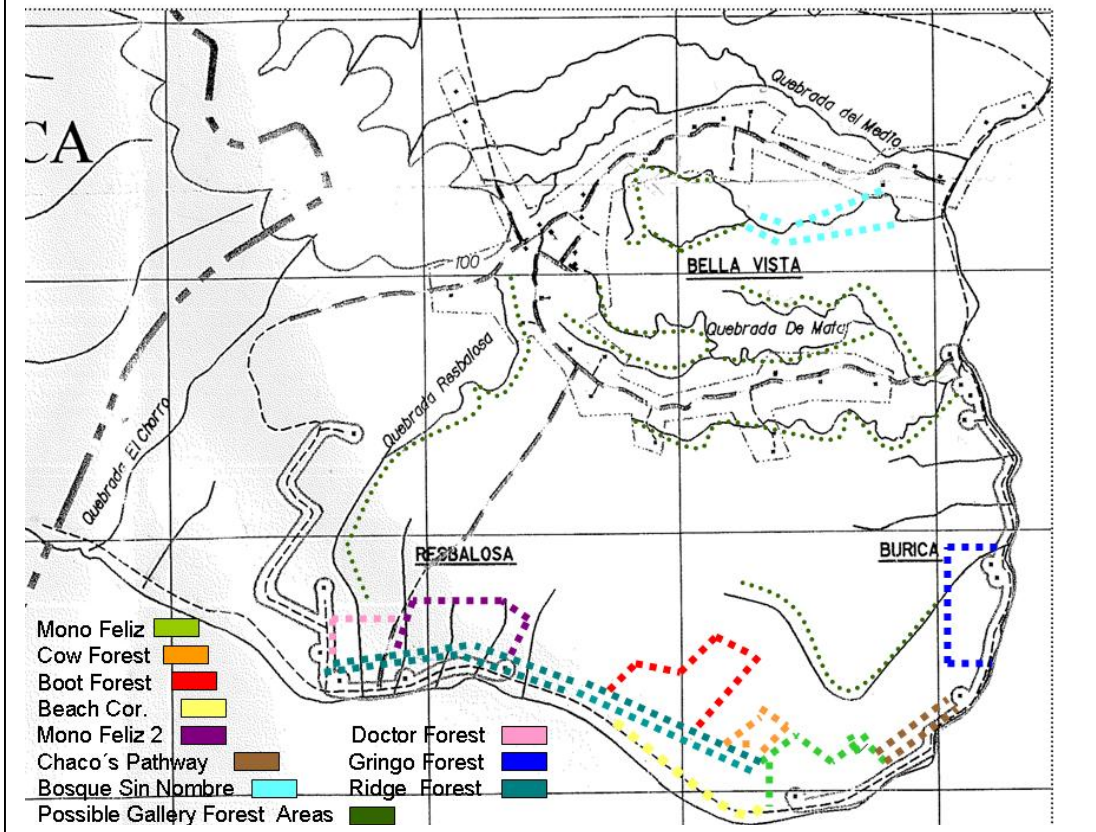 CA
Quebrada del Medio
BELLA VISTA
100
Quebrada De Mata
Quebrada Resbalosa
Quebrada El Chorro
RESBALOSA
BURICA
Mono Feliz
Cow Forest
Boot Forest
Beach Cor.
Mono Feliz 2
Doctor Forest
Chaco´s Pathway
Gringo Forest
Bosque Sin Nombre
Ridge Forest
Possible Gallery Forest Areas